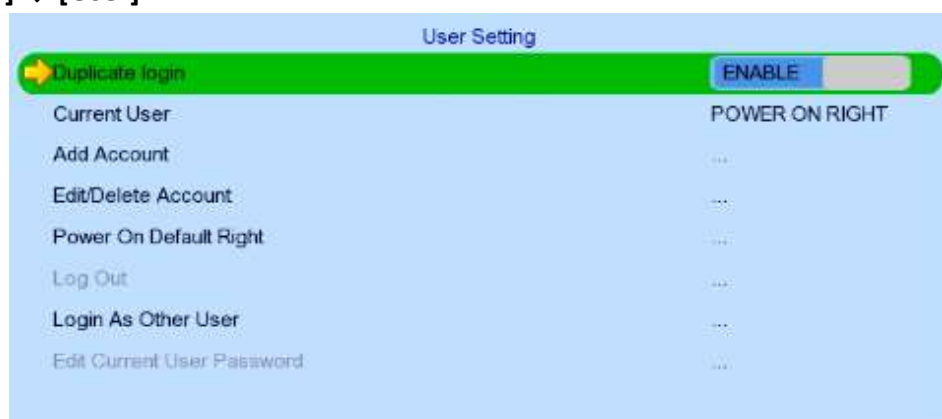 User Setting
Duplicate login ENABLE
Current User POWER ON RIGHT
Add Account ...
Edit/Delete Account ...
Power On Default Right ...
Log Out ...
Login As Other User ...
Edit Current User Password ...